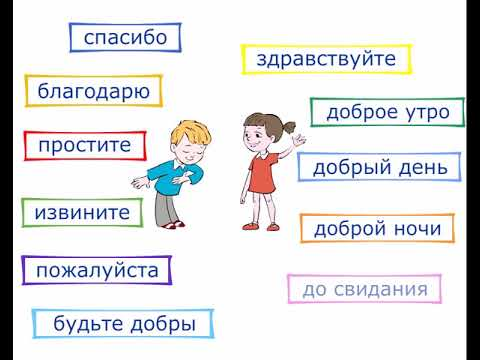 спасибо
благодарю
простите
извините
пожалуйста
будьте добры
здравствуйте
доброе утро
добрый день
доброй ночи
до свидания